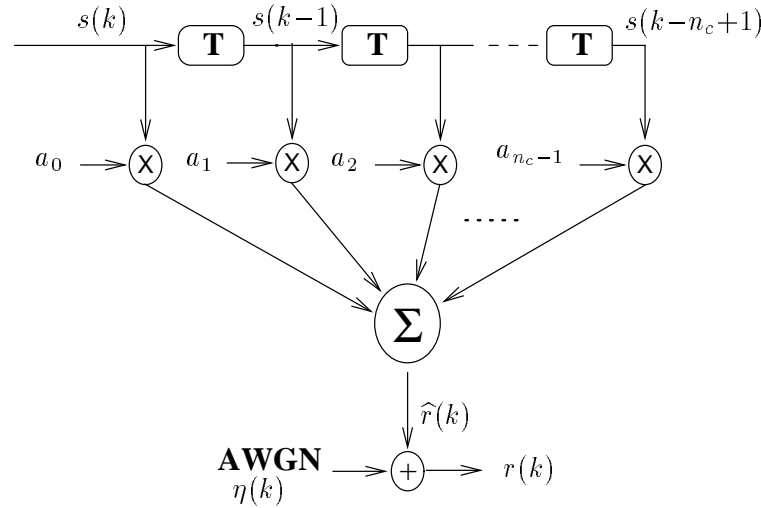 s(k) T s(k−1) T T s(k−n_c+1)
a_0 X a_1 X a_2 X a_{n_c−1} X
.....
Σ
r̂(k)
AWGN + r(k)
η(k)